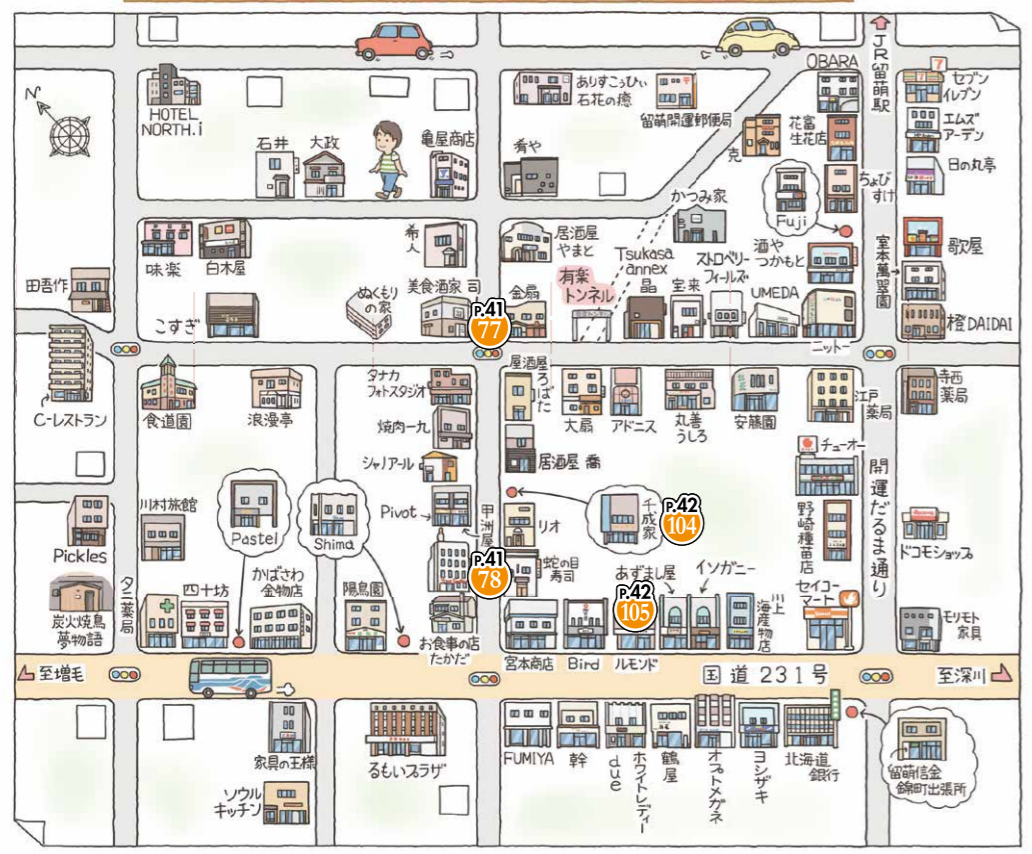 OBARA
JR留萌駅
N
HOTEL
NORTH.i
ありすこうひぃ
石花の癒
留萌開運郵便局
セブン
イレブン
石井
大政
亀屋商店
肴や
克
花富
生花店
エムズ
アーデン
日の丸亭
ちょび
すけ
かつみ家
Fuji
味楽
白木屋
希人
居酒屋
やまと
Tsukasa
annex
ストロベリー
フィールズ
酒や
つかもと
室本萬翠園
歌屋
田吾作
こすぎ
ぬくもり
の家
美食酒家 司
P.41
77
金扇
有楽
トンネル
晶
宝来
UMEDA
ニットー
橙DAIDAI
C-レストラン
食道園
浪漫亭
タナカ
フォトスタジオ
居酒屋
ろばた
大扇
アドニス
丸善
うしろ
安藤園
江戸
薬局
寺西
薬局
焼肉一九
居酒屋 喬
シャノアール
チューオー
開運だるま通り
Pickles
川村旅館
Pastel
Shima
Pivot
甲州屋
リオ
千成家
P.42
104
野崎種苗店
ドコモショップ
P.41
78
蛇の目
寿司
あずまし屋
イソガニー
P.42
105
川上
海産物店
セイコー
マート
炭火焼鳥
夢物語
タニ薬局
四十坊
かばさわ
金物店
陽鳥園
お食事の店
たかだ
モリモト
家具
宮本商店
Bird
ルモンド
至増毛
国道231号
至深川
家具の王様
るもいプラザ
FUMIYA
幹
due
ホワイトレディー
鶴屋
オプトメガネ
ヨシザキ
北海道
銀行
留萌信金
錦町出張所
ソウル
キッチン